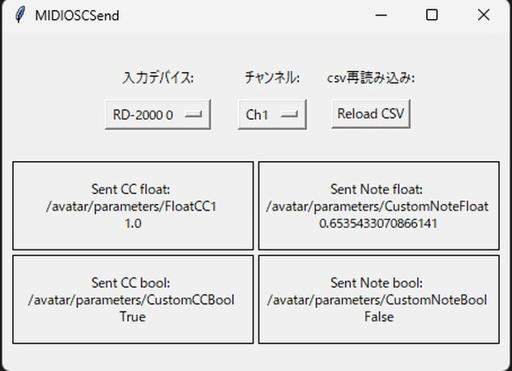 MIDIOSCSend
入力デバイス: チャンネル: csv再読み込み:
RD-2000 0 Ch1 Reload CSV
Sent CC float:
/avatar/parameters/FloatCC1
1.0
Sent Note float:
/avatar/parameters/CustomNoteFloat
0.6535433070866141
Sent CC bool:
/avatar/parameters/CustomCCBool
True
Sent Note bool:
/avatar/parameters/CustomNoteBool
False